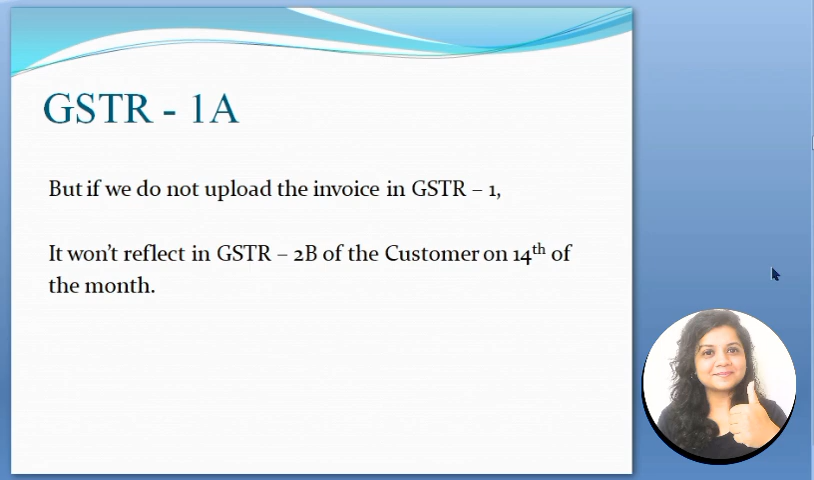 GSTR - 1A
But if we do not upload the invoice in GSTR – 1,
It won't reflect in GSTR – 2B of the Customer on 14th of
the month.